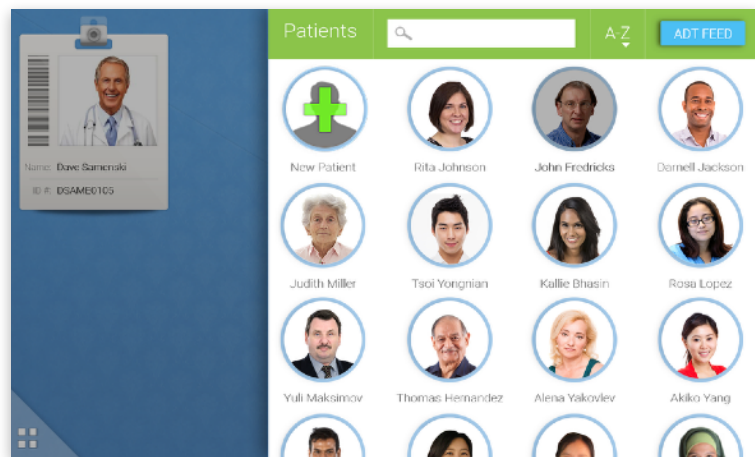 Patients
A-Z
ADT FEED
Name: Dave Samenski
ID #: DSAME0105
New Patient
Rita Johnson
John Fredricks
Darnell Jackson
Judith Miller
Tsoi Yongnian
Kallie Bhasin
Rosa Lopez
Yuli Maksimov
Thomas Hernandez
Alena Yakovlev
Akiko Yang